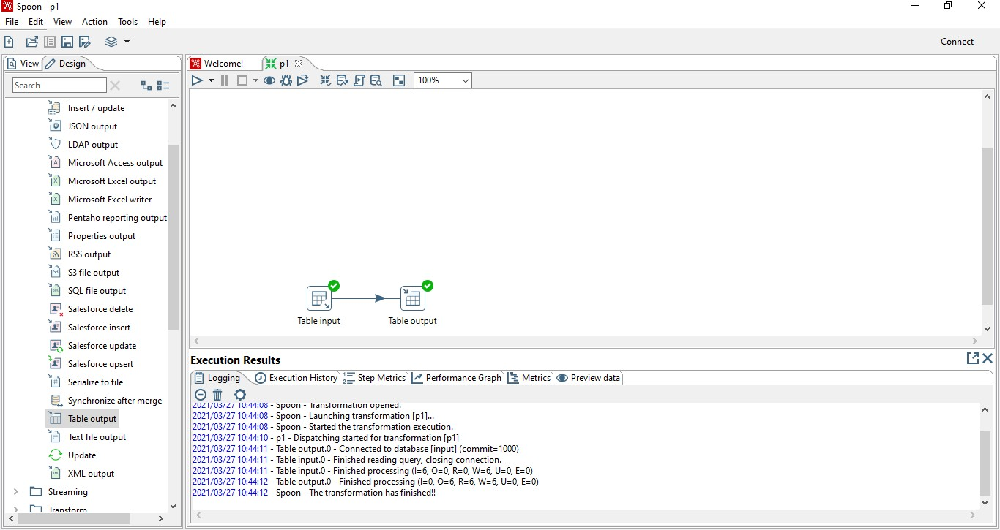 Spoon - p1
File Edit View Action Tools Help
Connect
View Design
Search
Insert / update
JSON output
LDAP output
Microsoft Access output
Microsoft Excel output
Microsoft Excel writer
Pentaho reporting output
Properties output
RSS output
S3 file output
SQL file output
Salesforce delete
Salesforce insert
Salesforce update
Salesforce upsert
Serialize to file
Synchronize after merge
Table output
Text file output
Update
XML output
Streaming
Transform
Welcome! p1
100%
Table input Table output
Execution Results
Logging Execution History Step Metrics Performance Graph Metrics Preview data
2021/03/27 10:44:08 - Spoon - Transformation opened.
2021/03/27 10:44:08 - Spoon - Launching transformation [p1]...
2021/03/27 10:44:08 - Spoon - Started the transformation execution.
2021/03/27 10:44:10 - p1 - Dispatching started for transformation [p1]
2021/03/27 10:44:11 - Table output.0 - Connected to database [input] (commit=1000)
2021/03/27 10:44:11 - Table input.0 - Finished reading query, closing connection.
2021/03/27 10:44:11 - Table input.0 - Finished processing (I=6, O=0, R=0, W=6, U=0, E=0)
2021/03/27 10:44:12 - Table output.0 - Finished processing (I=0, O=6, R=6, W=6, U=0, E=0)
2021/03/27 10:44:12 - Spoon - The transformation has finished!!